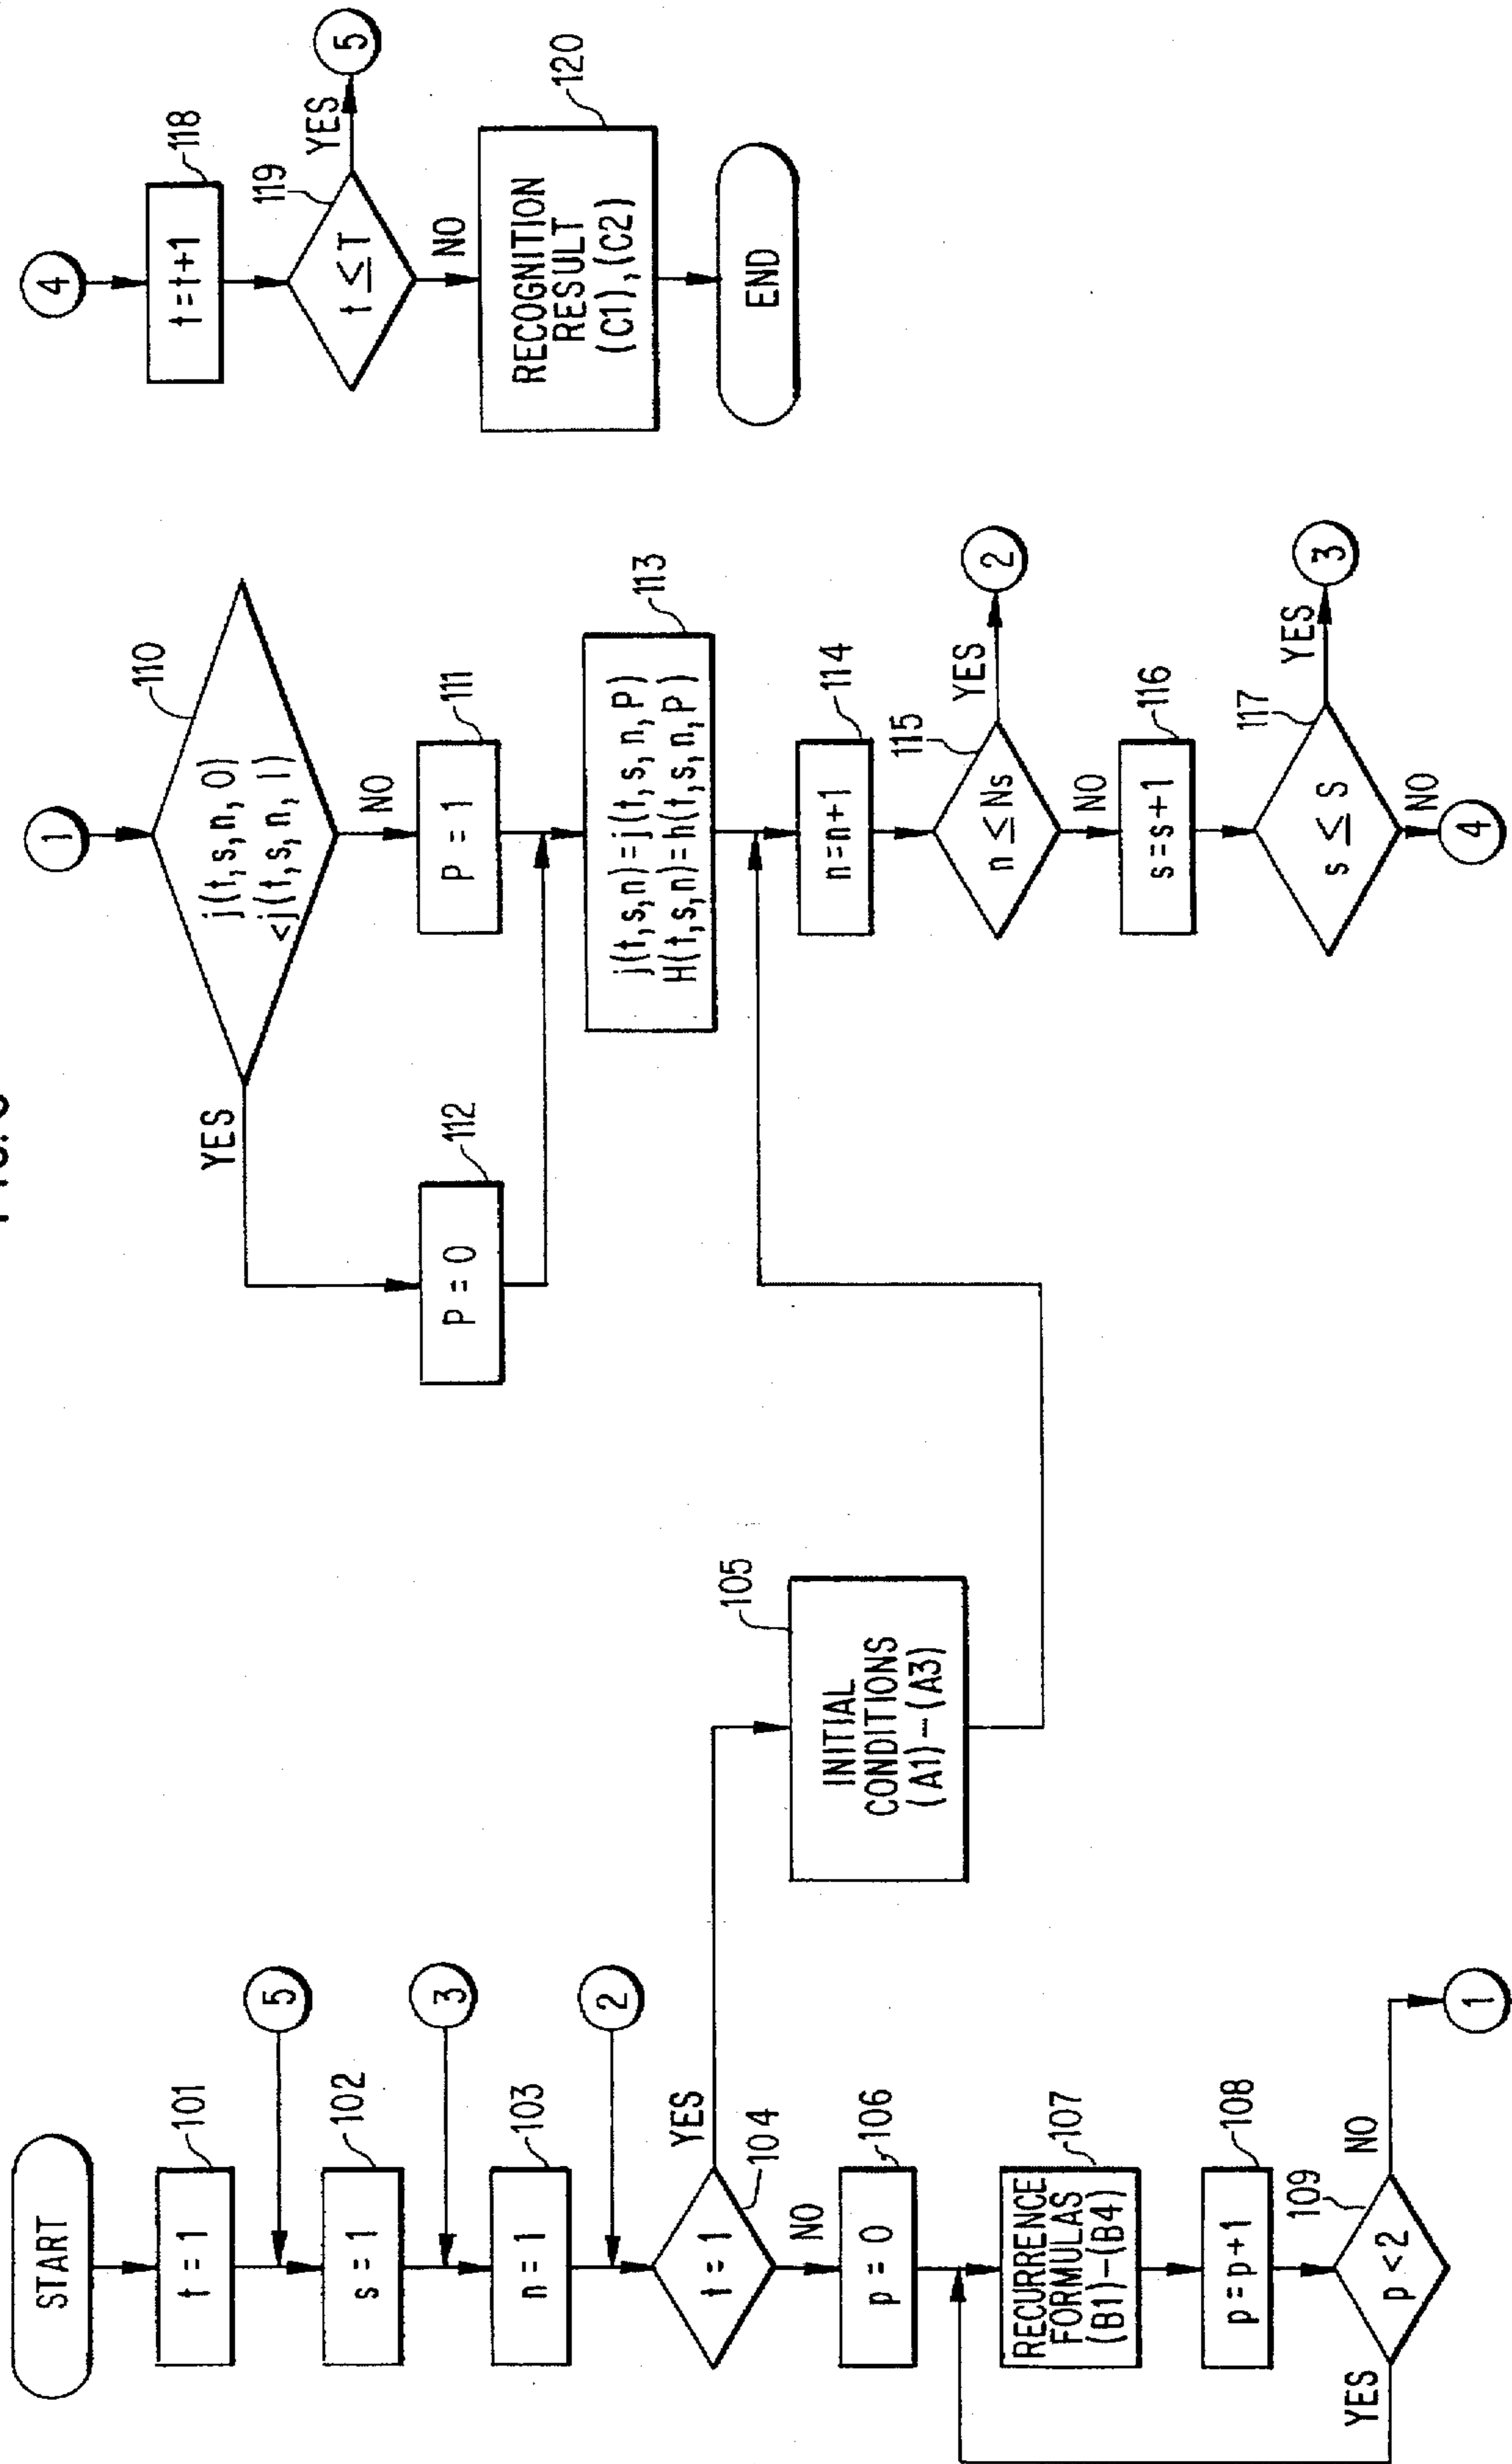 START
t = 1
101
5
s = 1
102
3
n = 1
103
2
t = 1
YES
104
NO
INITIAL
CONDITIONS
(A1)-(A3)
105
p = 0
106
RECURRENCE
FORMULAS
(B1)-(B4)
107
p = p+1
108
109
p < 2
YES
NO
1
1
110
j(t,s,n,0)
<j(t,s,n,1)
YES
NO
P = 0
112
P = 1
111
113
j(t,s,n)=j(t,s,n,P)
H(t,s,n)=h(t,s,n,P)
n=n+1
114
115
n ≤ Ns
YES
2
NO
s=s+1
116
117
s ≤ S
YES
3
NO
4
4
t=t+1
118
119
t ≤ T
YES
5
NO
RECOGNITION
RESULT
(C1),(C2)
120
END